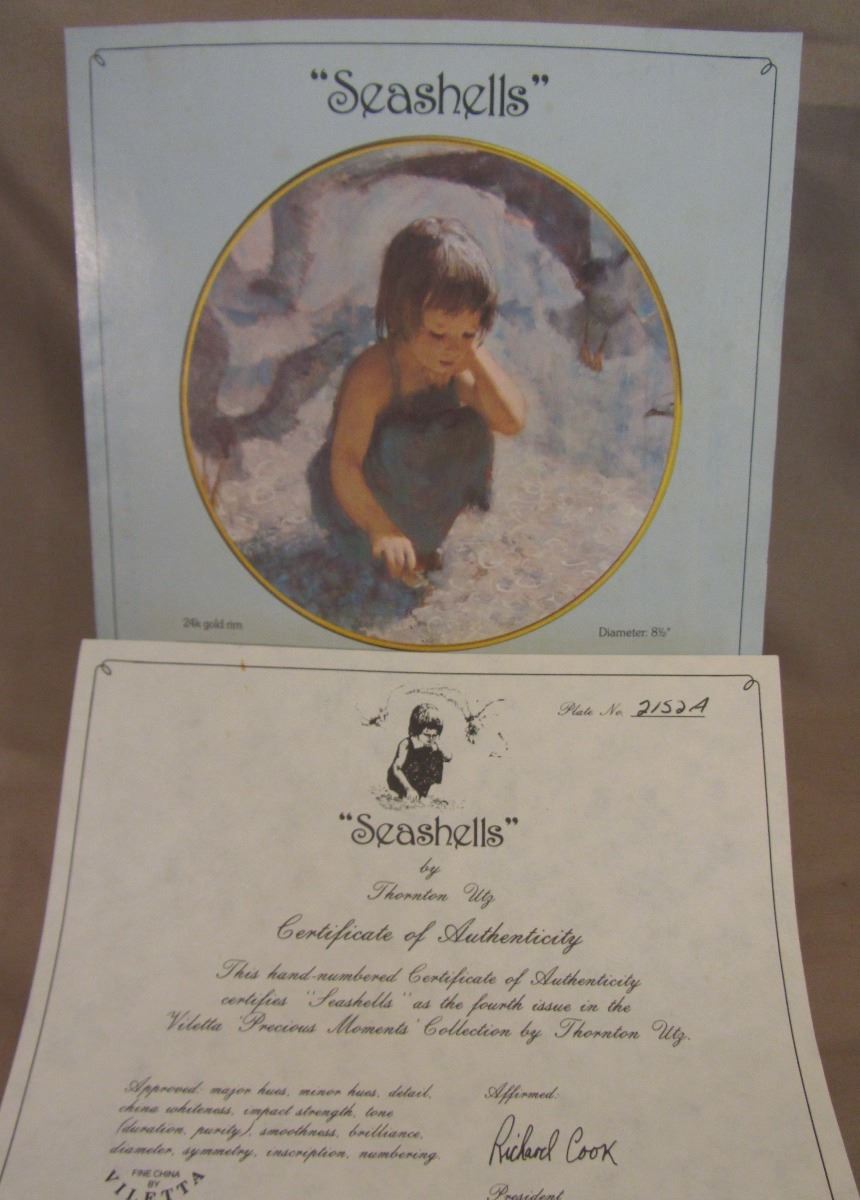 “Seashells”
24k gold rim
Diameter: 8½"
Plate No. 2152A
“Seashells”
by
Thornton Utz
Certificate of Authenticity
This hand-numbered Certificate of Authenticity
certifies “Seashells” as the fourth issue in the
Viletta ‘Precious Moments’ Collection by Thornton Utz.
Approved: major hues, minor hues, detail,
china whiteness, impact strength, tone
(duration, purity), smoothness, brilliance,
diameter, symmetry, inscription, numbering.
Affirmed:
Richard Cook
President
FINE CHINA
BY
VILETTA